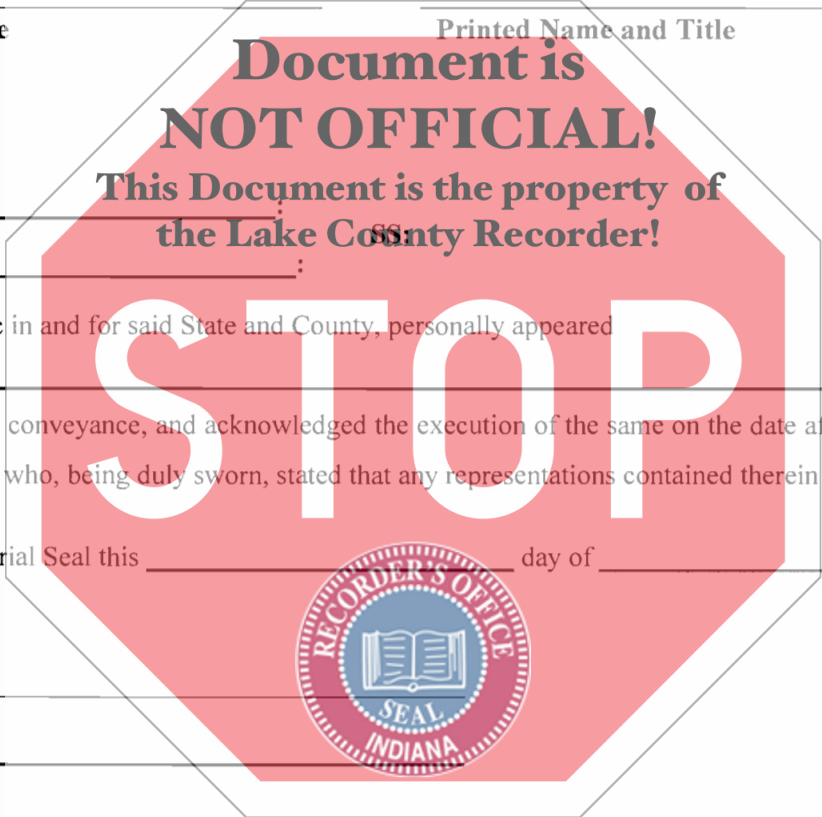 e
Printed Name and Title
Document is
NOT OFFICIAL!
This Document is the property of
:
the Lake County Recorder!
SS:
:
in and for said State and County, personally appeared
STOP
conveyance, and acknowledged the execution of the same on the date
who, being duly sworn, stated that any representations contained therein
rial Seal this
day of
RECORDER'S OFFICE
SEAL
INDIANA